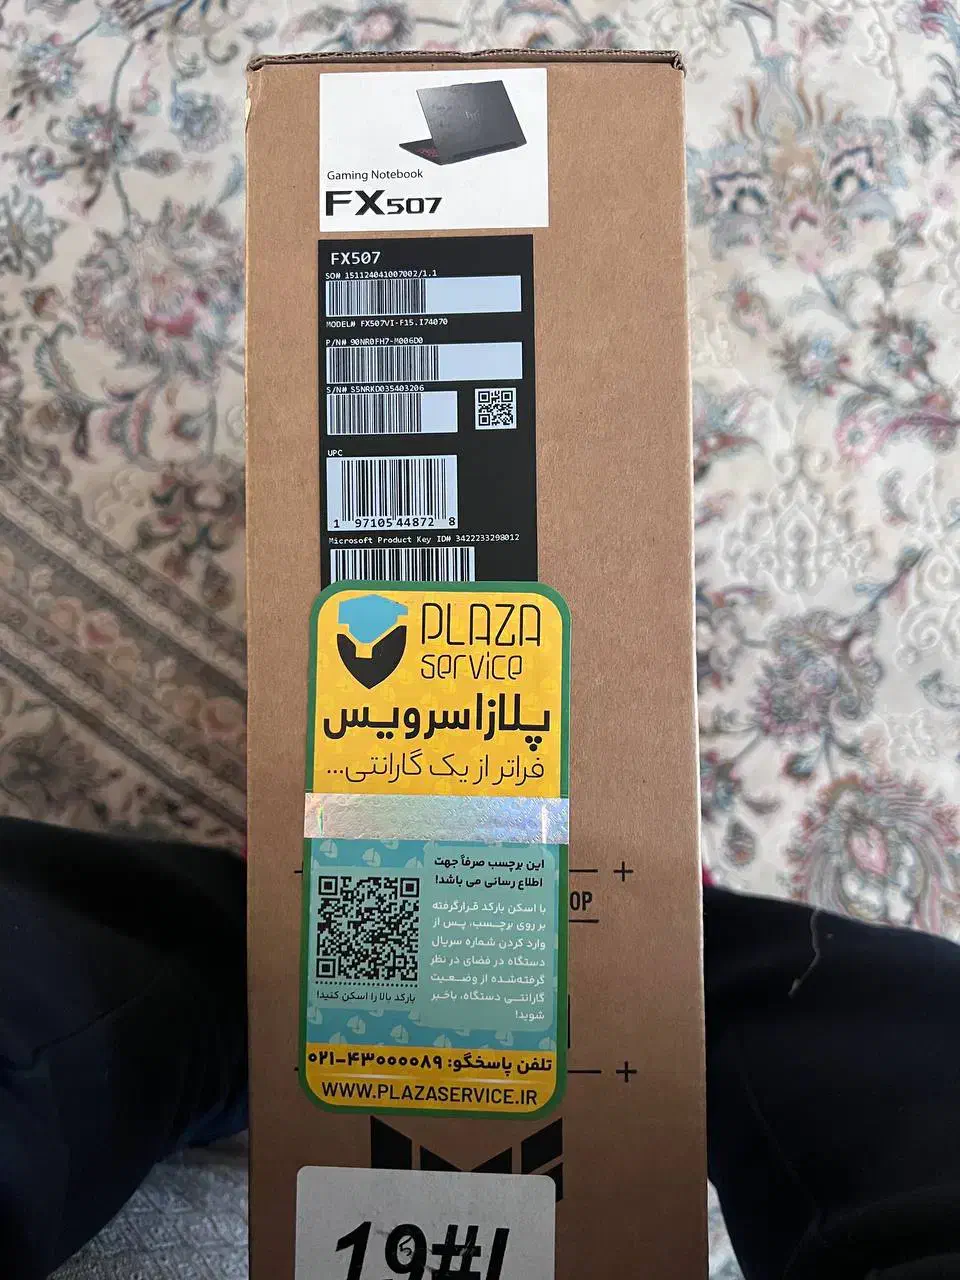 Gaming Notebook
FX507
FX507
SO# 151124041007002/1.1
MODEL# FX507VI-F15.I74070
P/N# 90NR0FH7-M006D0
S/N# S5NRKD035403206
UPC
1 97105 44872 8
Microsoft Product Key ID# 3422233298012
PLAZA
service
پلازا سرویس
فراتر از یک گارانتی...
این برچسب صرفاً جهت
اطلاع رسانی می باشد!
با اسکن بارکد قرارگرفته
بر روی برچسب، پس از
وارد کردن شماره سریال
دستگاه در فضای در نظر
گرفته‌شده از وضعیت
گارانتی دستگاه، باخبر
شوید!
بارکد بالا را اسکن کنید!
OP
تلفن پاسخگو: ۰۲۱-۴۳۰۰۰۰۸۹
WWW.PLAZASERVICE.IR
19#I